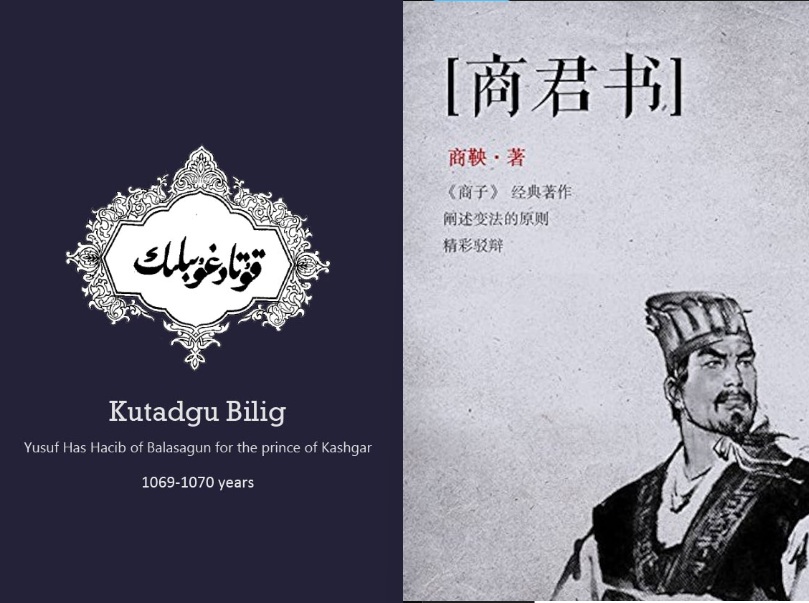 قۇتادغۇبىلىك
Kutadgu Bilig
Yusuf Has Hacib of Balasagun for the prince of Kashgar
1069-1070 years
[商君书]
商鞅·著
《商子》 经典著作
阐述变法的原则
精彩驳辩